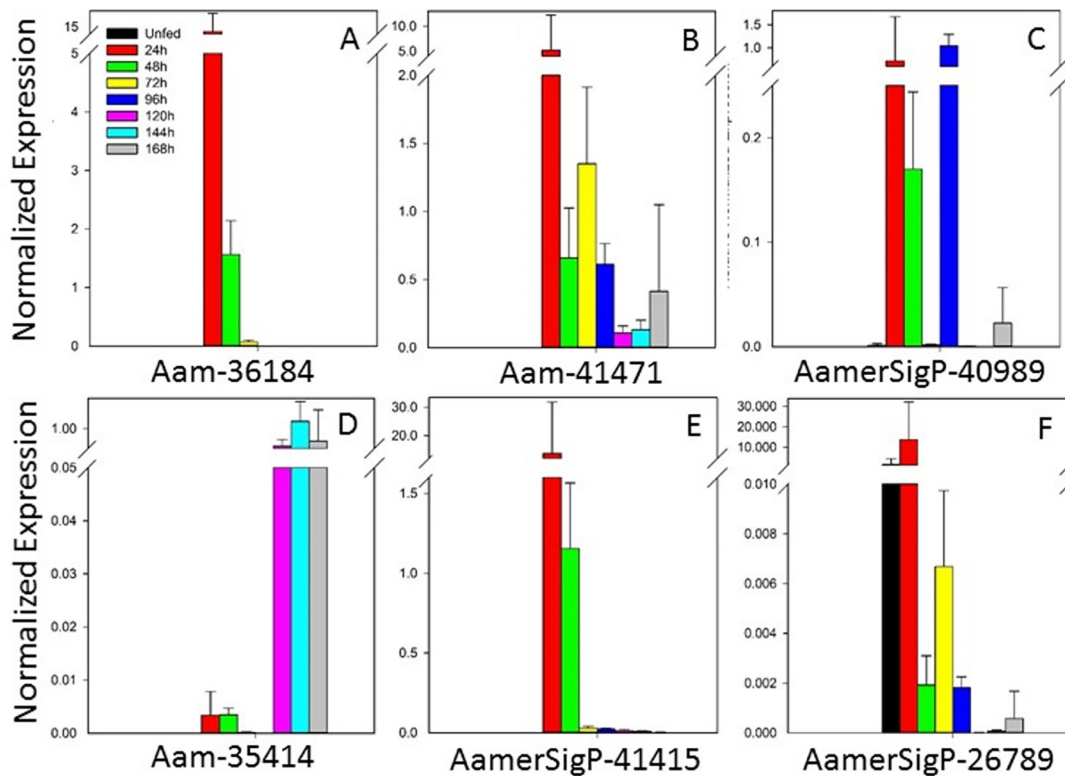 Normalized Expression
A
15
5
4
3
2
1
0
Unfed
24h
48h
72h
96h
120h
144h
168h
Aam-36184
B
10.0
5.0
2.0
1.5
1.0
0.5
0.0
Aam-41471
C
1.5
1.0
0.2
0.1
0.0
AamerSigP-40989
Normalized Expression
D
1.00
0.05
0.04
0.03
0.02
0.01
0.00
Aam-35414
E
30.0
20.0
1.5
1.0
0.5
0.0
AamerSigP-41415
F
30.000
20.000
10.000
0.010
0.008
0.006
0.004
0.002
0.000
AamerSigP-26789